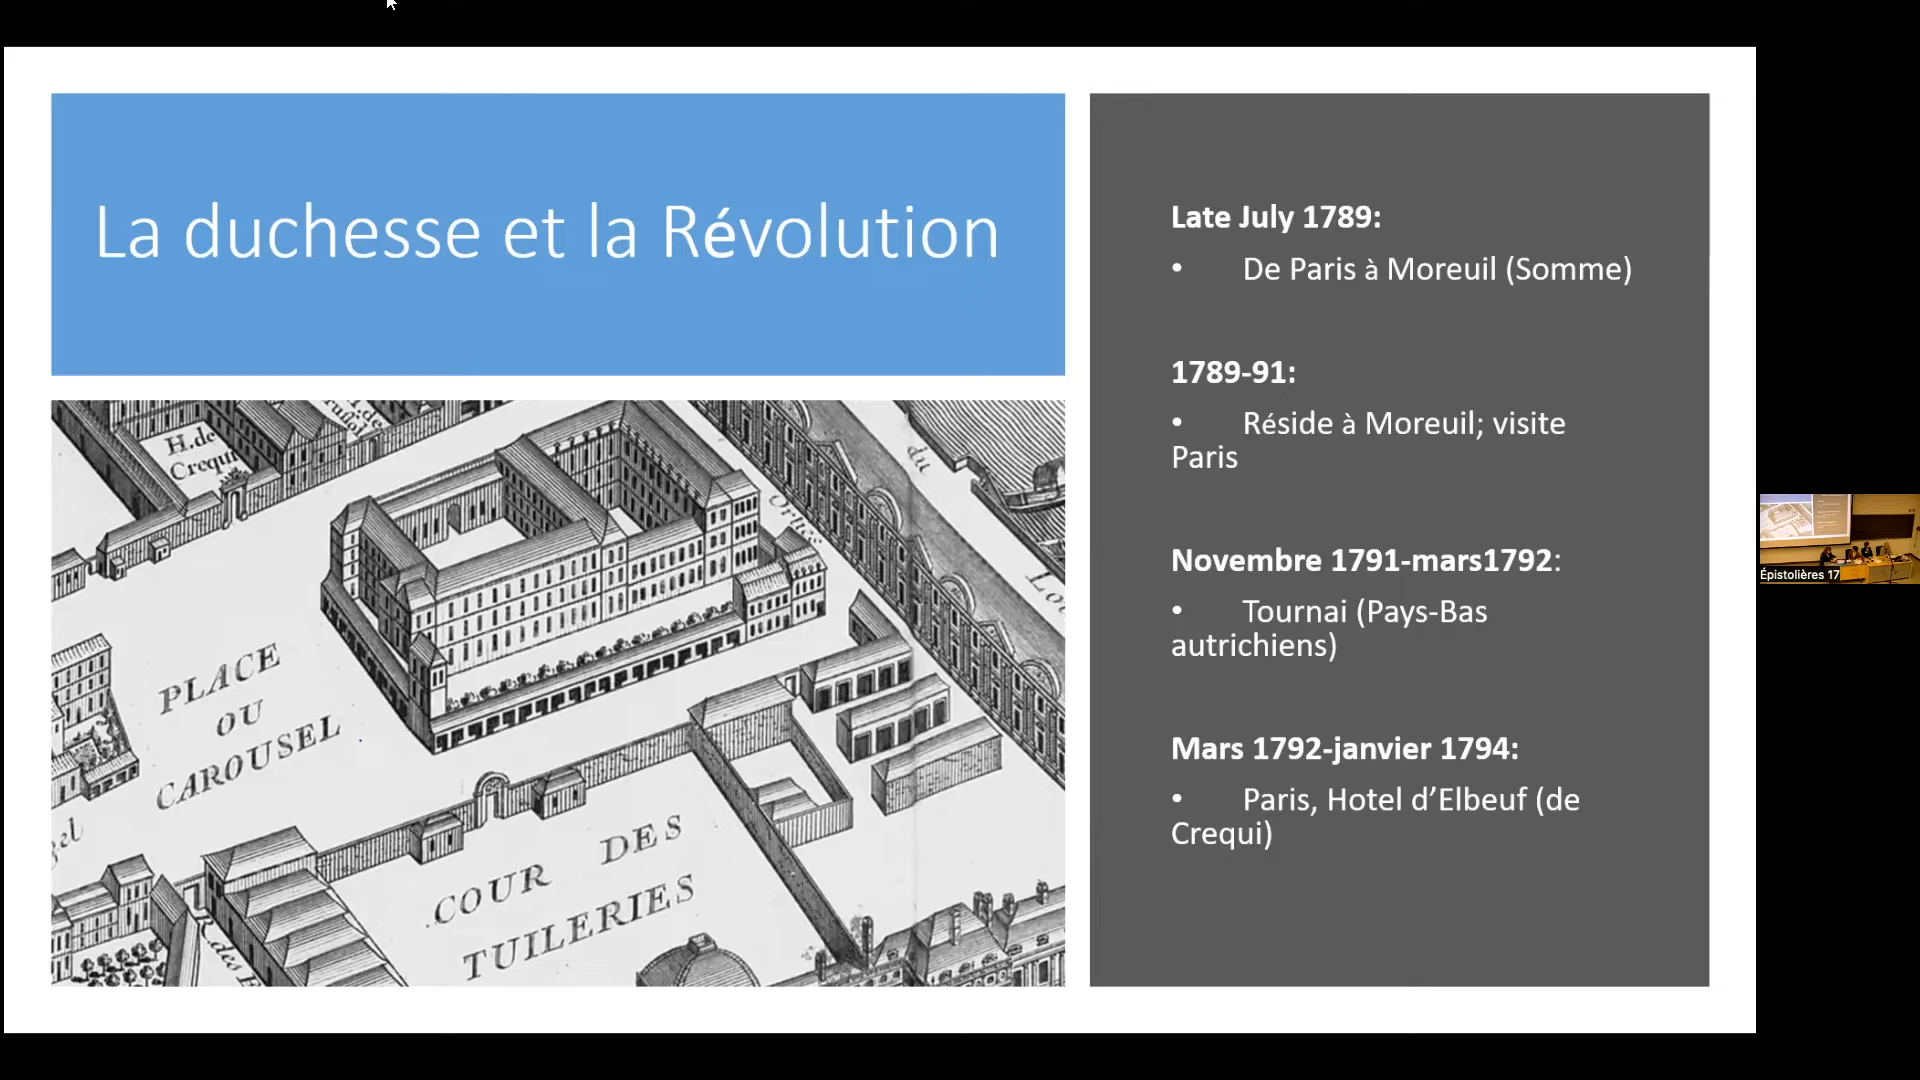 La duchesse et la Révolution
H.de
Crequi
du
PLACE
OU
CAROUSEL
COUR DES
TUILERIES
R.des
Late July 1789:
• De Paris à Moreuil (Somme)
1789-91:
• Réside à Moreuil; visite
Paris
Novembre 1791-mars1792:
• Tournai (Pays-Bas
autrichiens)
Mars 1792-janvier 1794:
• Paris, Hotel d’Elbeuf (de
Crequi)
Épistolières 17